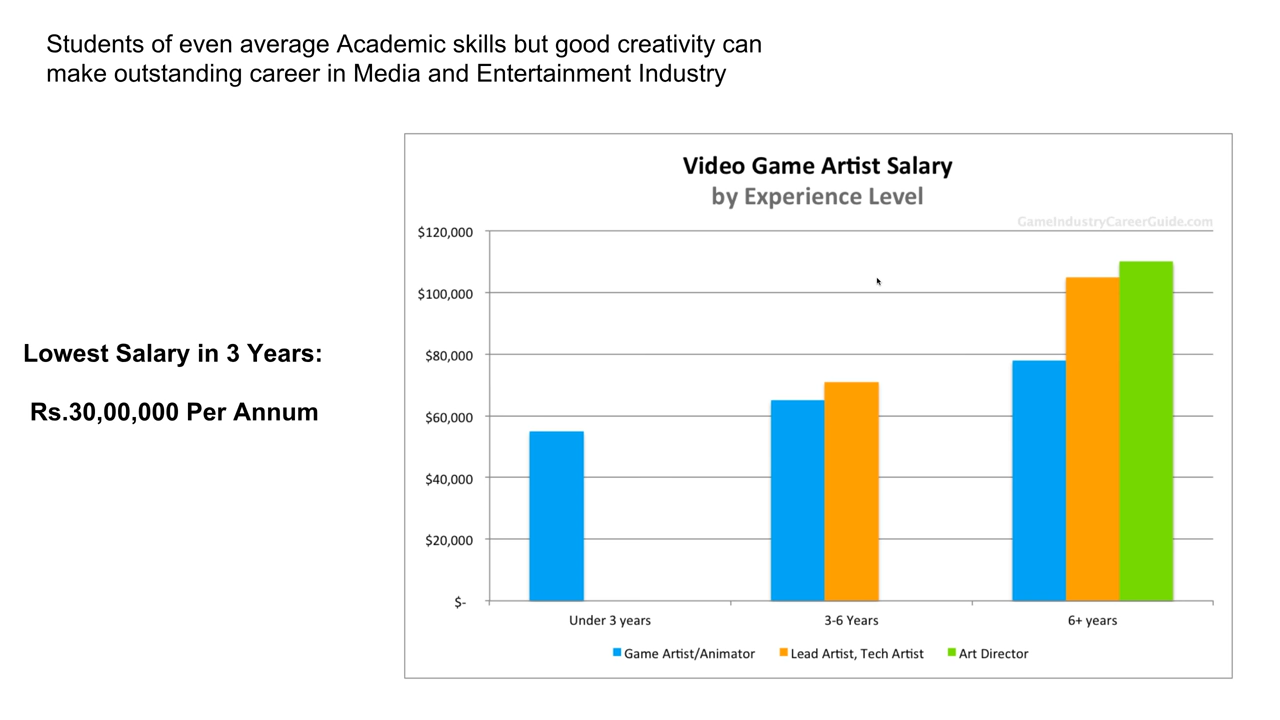 Students of even average Academic skills but good creativity can
make outstanding career in Media and Entertainment Industry
Lowest Salary in 3 Years:
Rs.30,00,000 Per Annum
Video Game Artist Salary
by Experience Level
GameIndustryCareerGuide.com
$120,000
$100,000
$80,000
$60,000
$40,000
$20,000
$-
Under 3 years
3-6 Years
6+ years
Game Artist/Animator
Lead Artist, Tech Artist
Art Director